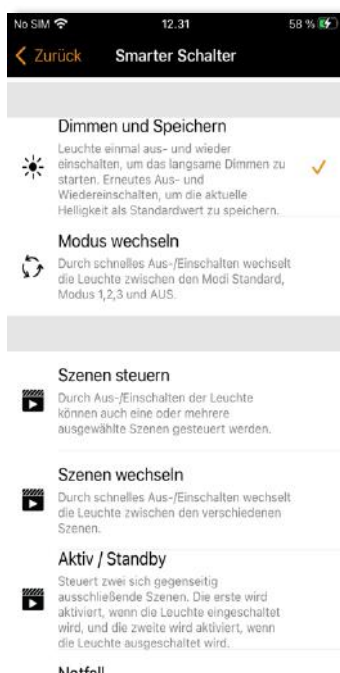 No SIM 12.31 58 %
Zurück Smarter Schalter
Dimmen und Speichern
Leuchte einmal aus- und wieder
einschalten, um das langsame Dimmen zu
starten. Erneutes Aus- und
Wiedereinschalten, um die aktuelle
Helligkeit als Standardwert zu speichern.
Modus wechseln
Durch schnelles Aus-/Einschalten wechselt
die Leuchte zwischen den Modi Standard,
Modus 1,2,3 und AUS.
Szenen steuern
Durch Aus-/Einschalten der Leuchte
können auch eine oder mehrere
ausgewählte Szenen gesteuert werden.
Szenen wechseln
Durch schnelles Aus-/Einschalten wechselt
die Leuchte zwischen den verschiedenen
Szenen.
Aktiv / Standby
Steuert zwei sich gegenseitig
ausschließende Szenen. Die erste wird
aktiviert, wenn die Leuchte eingeschaltet
wird, und die zweite wird aktiviert, wenn
die Leuchte ausgeschaltet wird.
Notfall